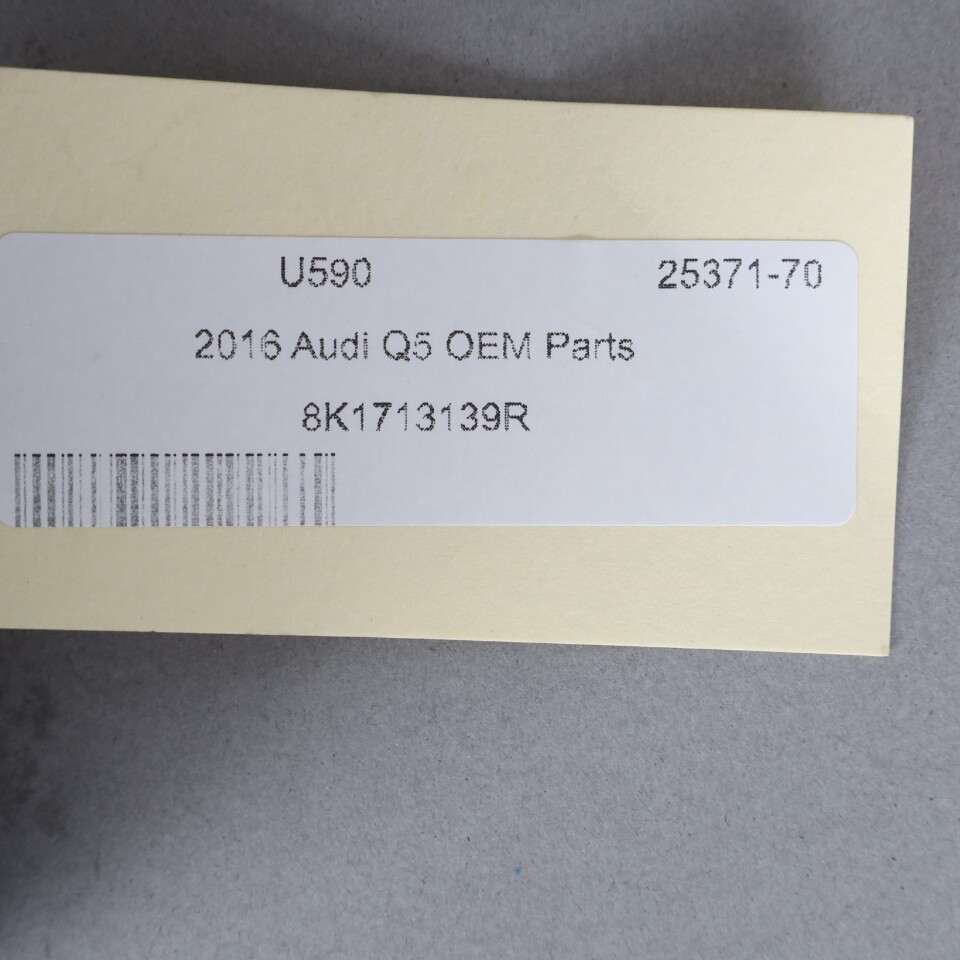 U590 25371-70
2016 Audi Q5 OEM Parts
8K1713139R